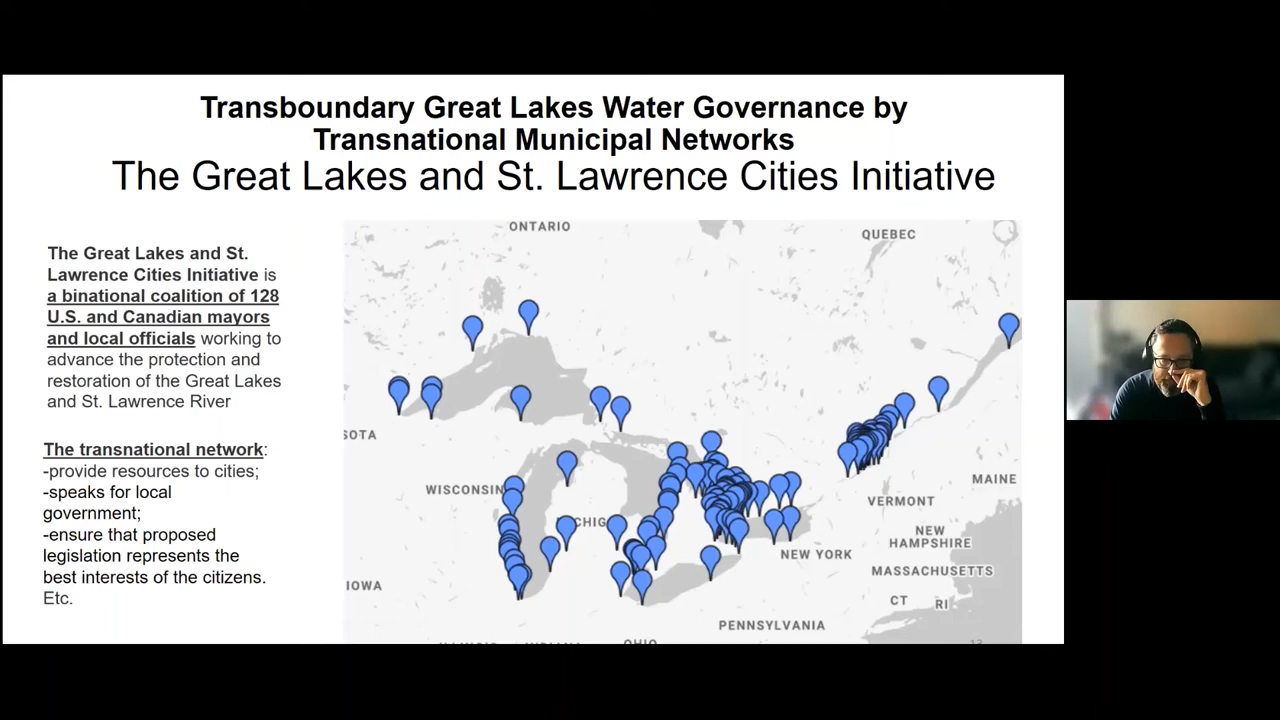 Transboundary Great Lakes Water Governance by
Transnational Municipal Networks
The Great Lakes and St. Lawrence Cities Initiative
The Great Lakes and St.
Lawrence Cities Initiative is
a binational coalition of 128
U.S. and Canadian mayors
and local officials working to
advance the protection and
restoration of the Great Lakes
and St. Lawrence River
The transnational network:
-provide resources to cities;
-speaks for local
government;
-ensure that proposed
legislation represents the
best interests of the citizens.
Etc.
ONTARIO
QUEBEC
SOTA
WISCONSIN
MAINE
VERMONT
CHIG
NEW
HAMPSHIRE
NEW YORK
MASSACHUSETTS
IOWA
CT
RI
PENNSYLVANIA
OHIO